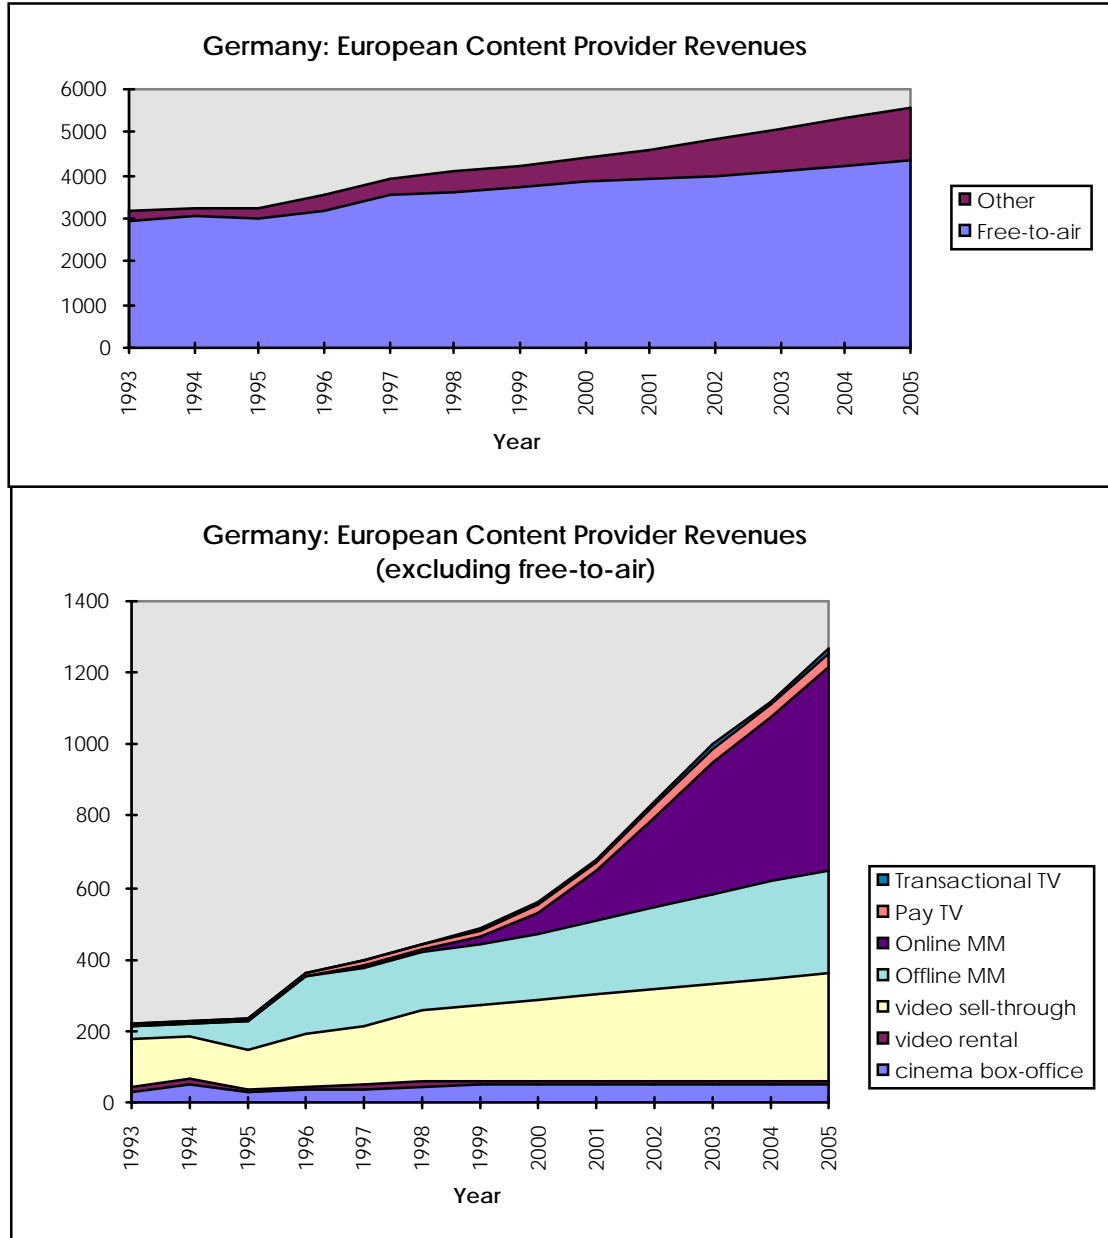 Germany: European Content Provider Revenues
6000
5000
4000
3000
2000
1000
0
1993
1994
1995
1996
1997
1998
1999
2000
2001
2002
2003
2004
2005
Year
Other
Free-to-air
Germany: European Content Provider Revenues
(excluding free-to-air)
1400
1200
1000
800
600
400
200
0
1993
1994
1995
1996
1997
1998
1999
2000
2001
2002
2003
2004
2005
Year
Transactional TV
Pay TV
Online MM
Offline MM
video sell-through
video rental
cinema box-office